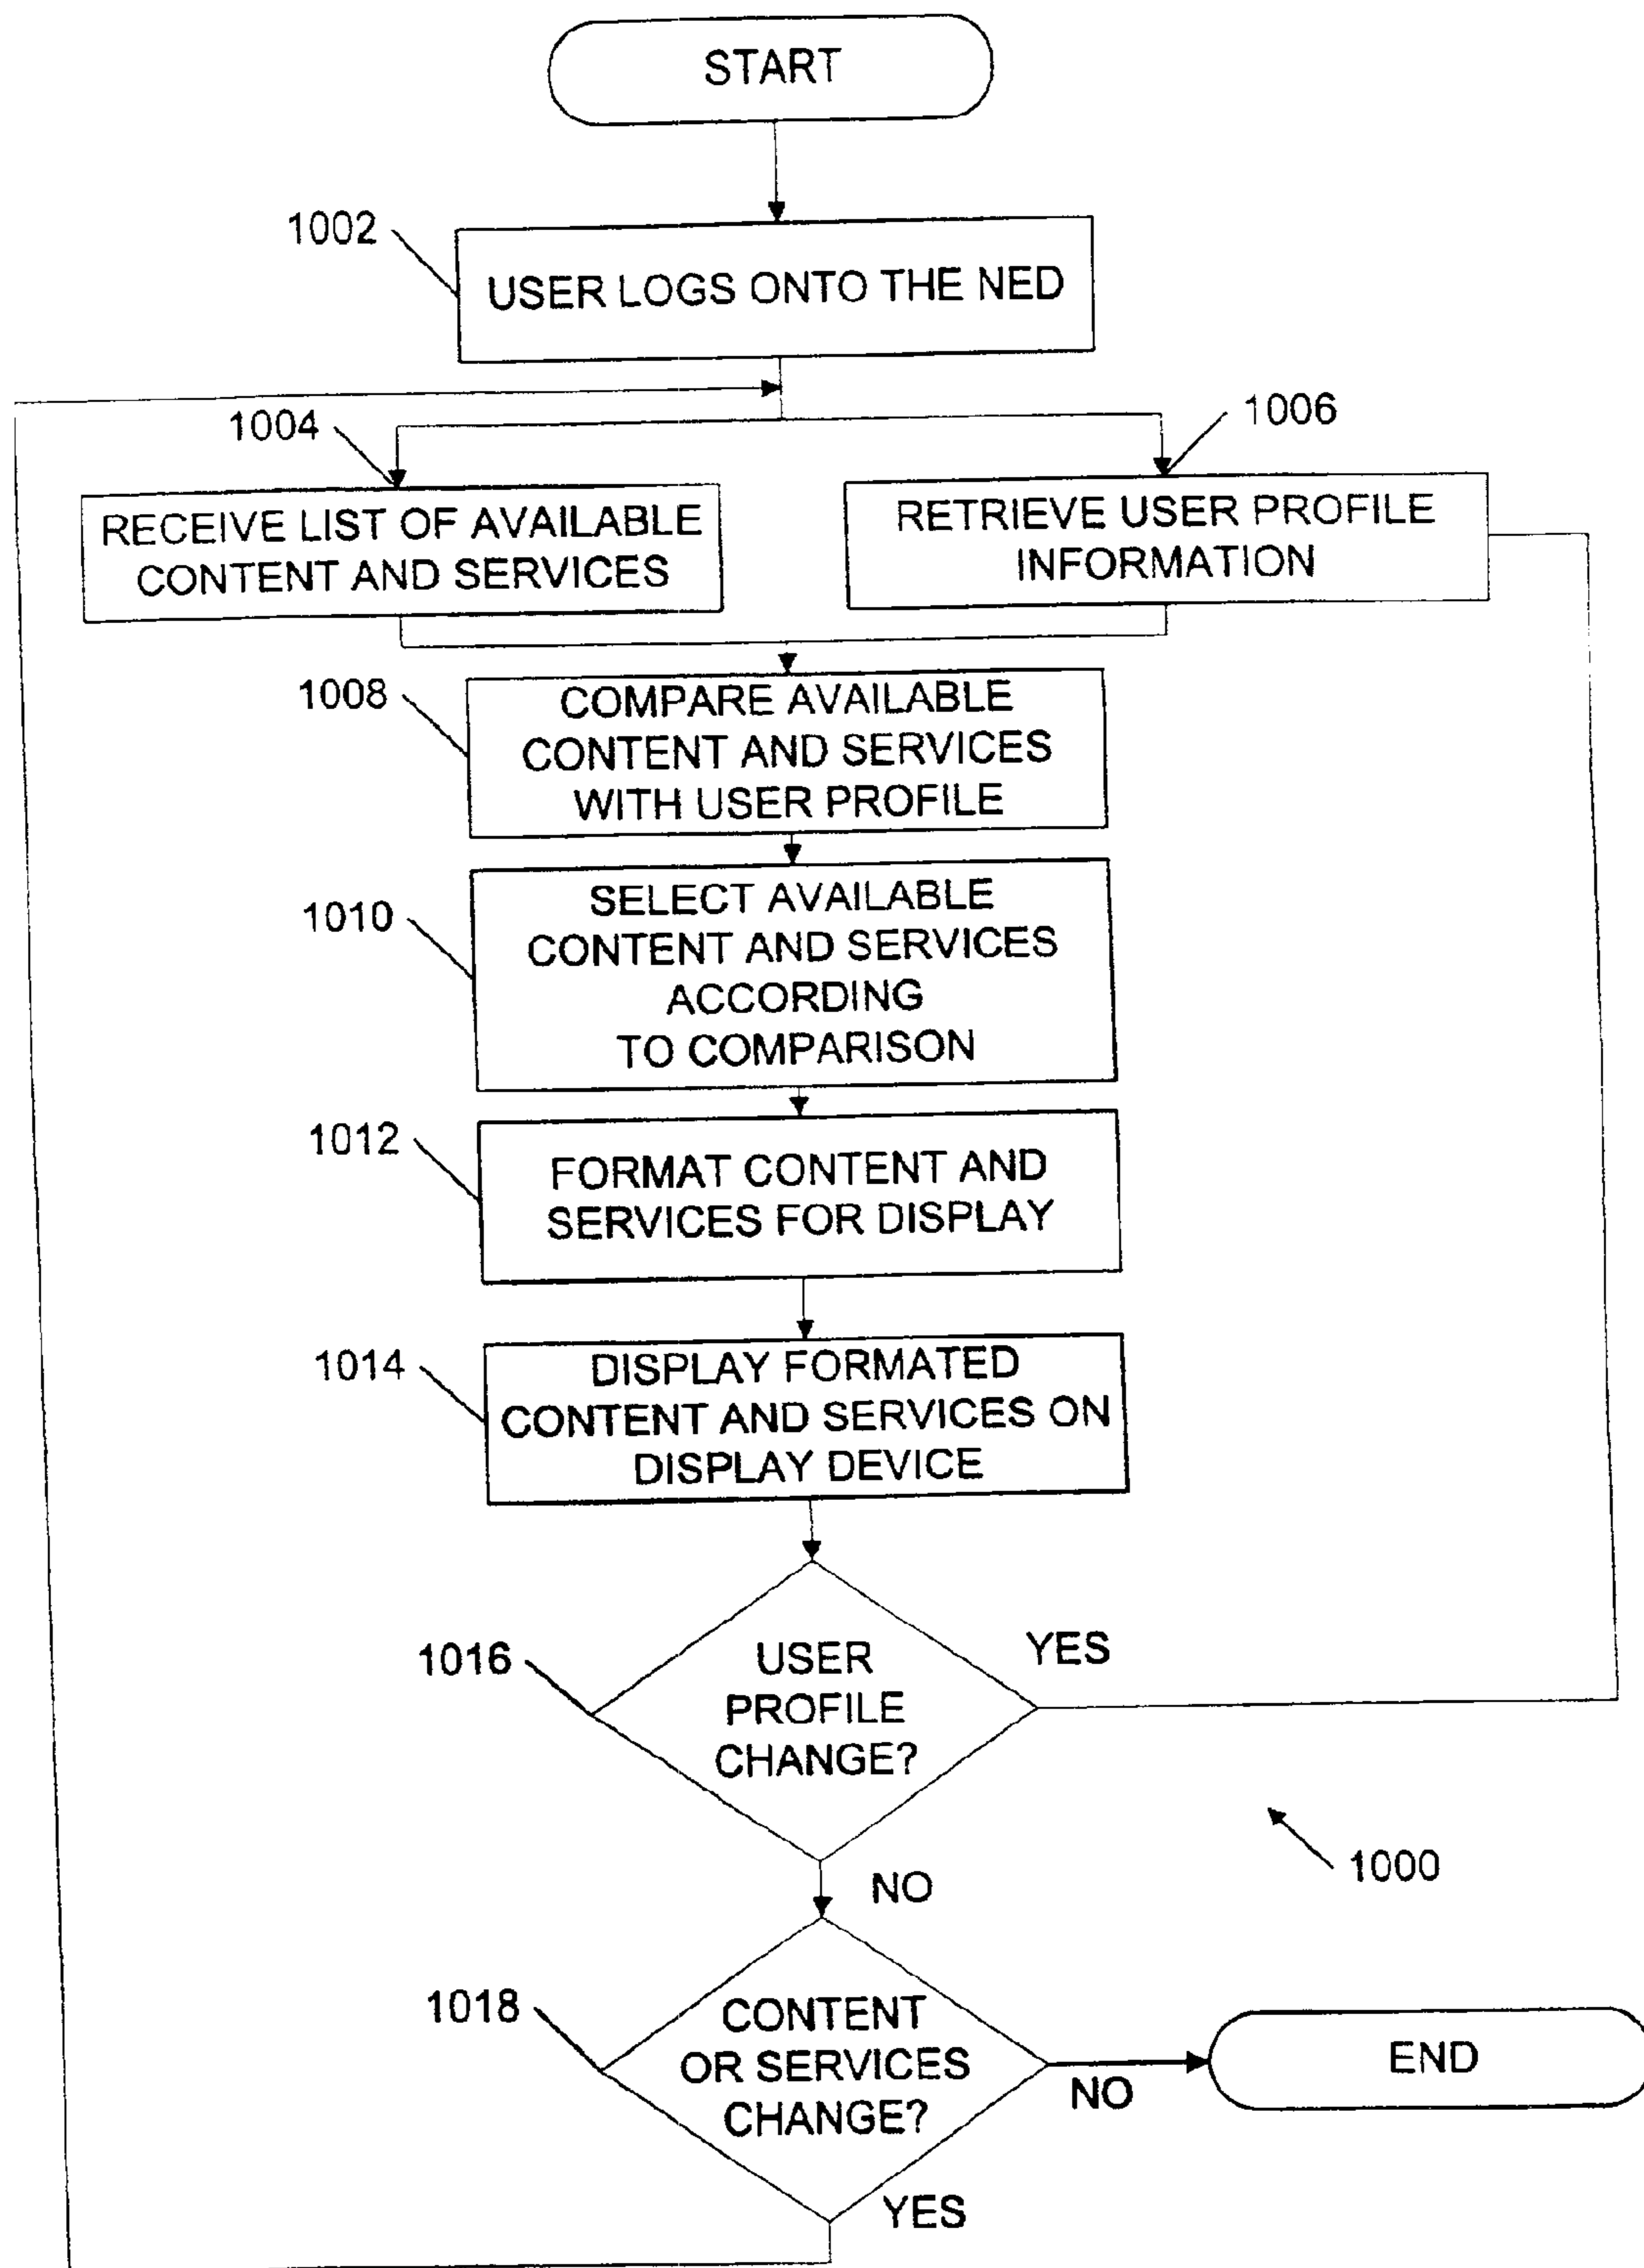 START
1002
USER LOGS ONTO THE NED
1004
1006
RECEIVE LIST OF AVAILABLE
CONTENT AND SERVICES
RETRIEVE USER PROFILE
INFORMATION
1008
COMPARE AVAILABLE
CONTENT AND SERVICES
WITH USER PROFILE
1010
SELECT AVAILABLE
CONTENT AND SERVICES
ACCORDING
TO COMPARISON
1012
FORMAT CONTENT AND
SERVICES FOR DISPLAY
1014
DISPLAY FORMATED
CONTENT AND SERVICES ON
DISPLAY DEVICE
1016
USER
PROFILE
CHANGE?
YES
NO
1000
1018
CONTENT
OR SERVICES
CHANGE?
NO
END
YES